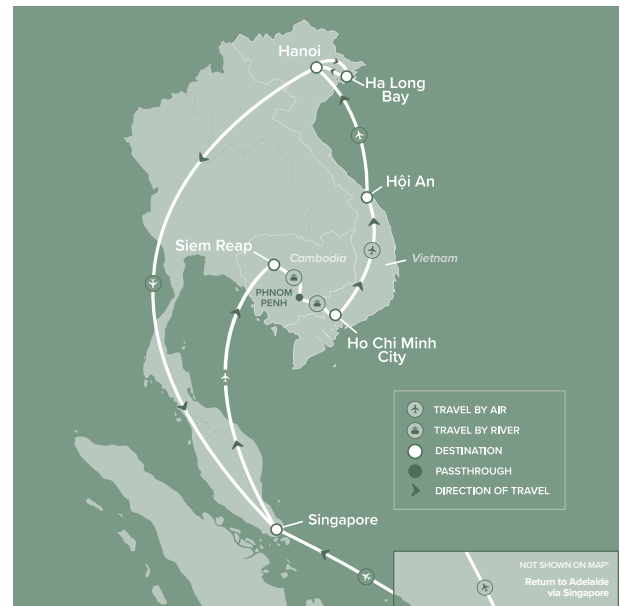 Hanoi
Ha Long
Bay
Hội An
Siem Reap
Cambodia
Vietnam
PHNOM
PENH
Ho Chi Minh
City
TRAVEL BY AIR
TRAVEL BY RIVER
DESTINATION
PASSTHROUGH
DIRECTION OF TRAVEL
Singapore
NOT SHOWN ON MAP*
Return to Adelaide
via Singapore